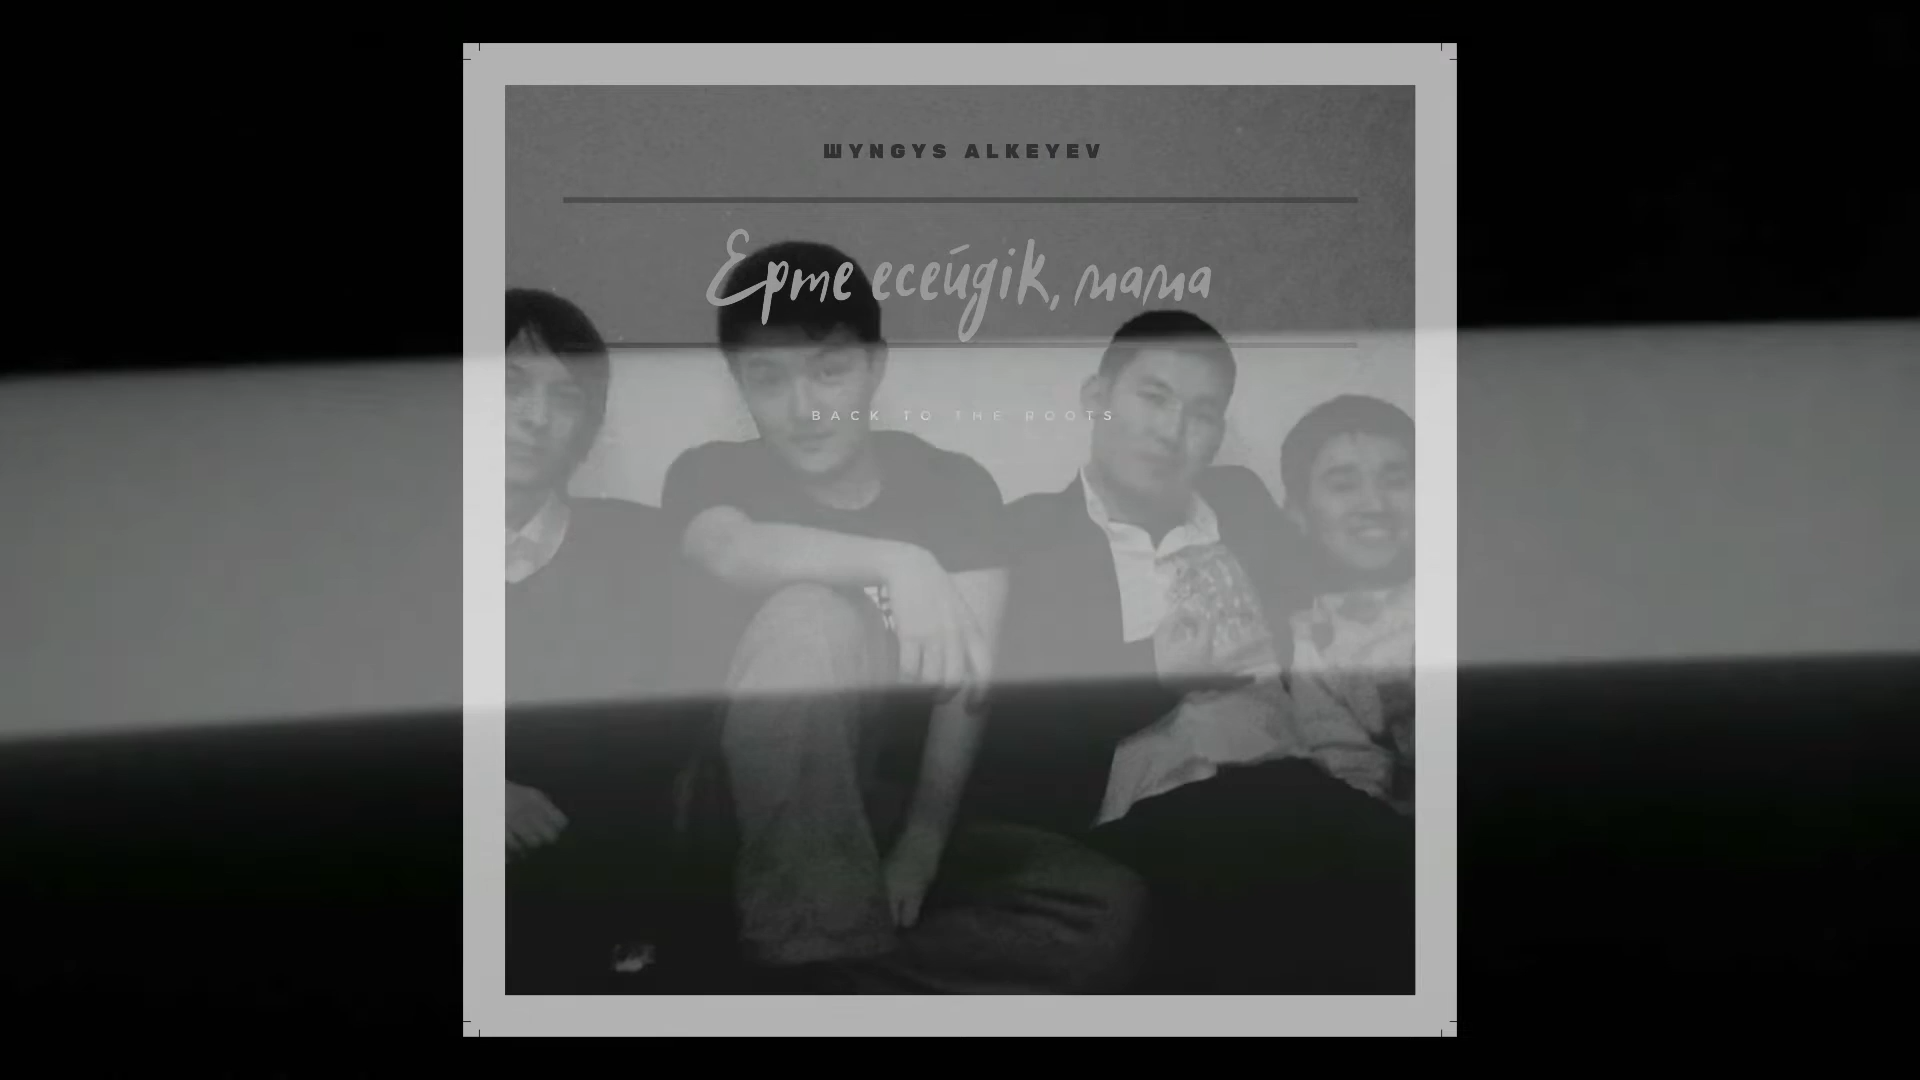 ШYNGYS ALKEYEV
Ерте есейдік, мама
BACK TO THE ROOTS